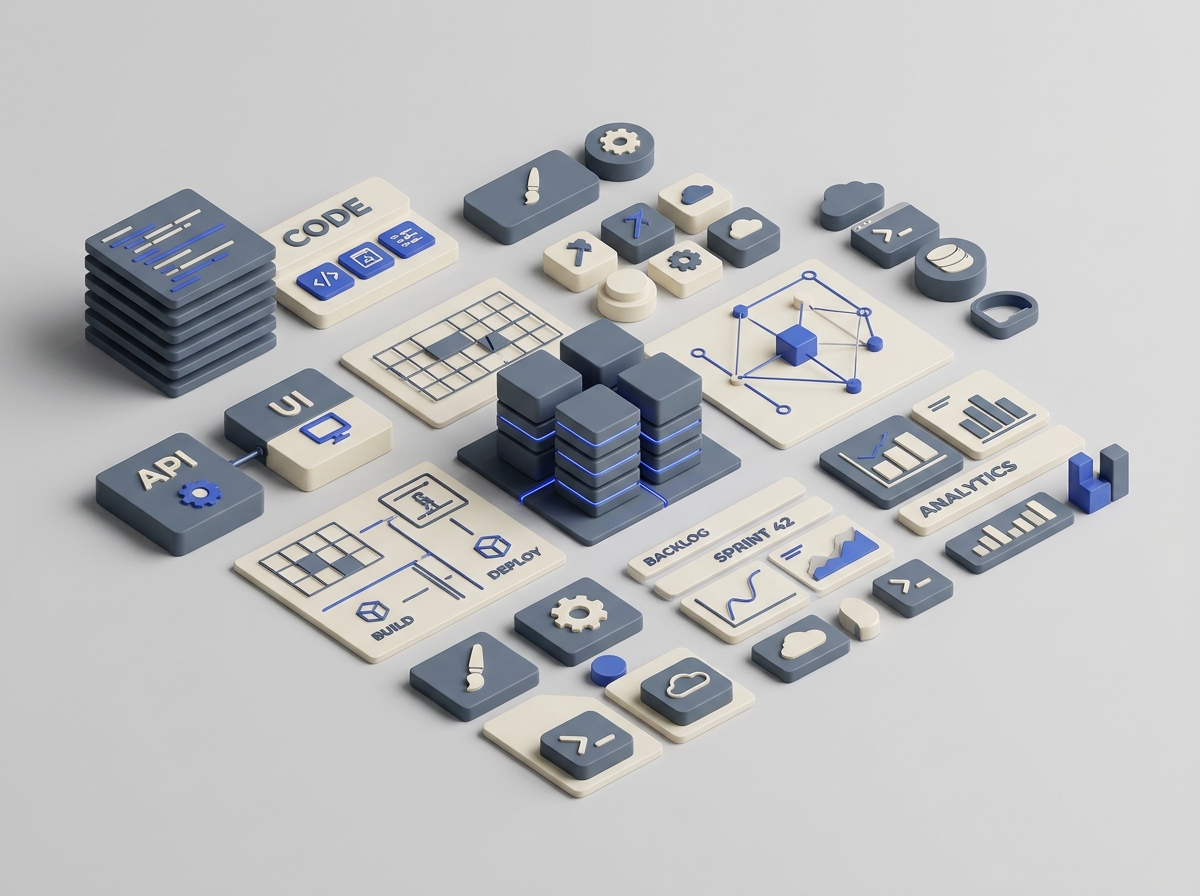 CODE
UI
API
BACKLOG
SPRINT 42
ANALYTICS
DEPLOY
BUILD